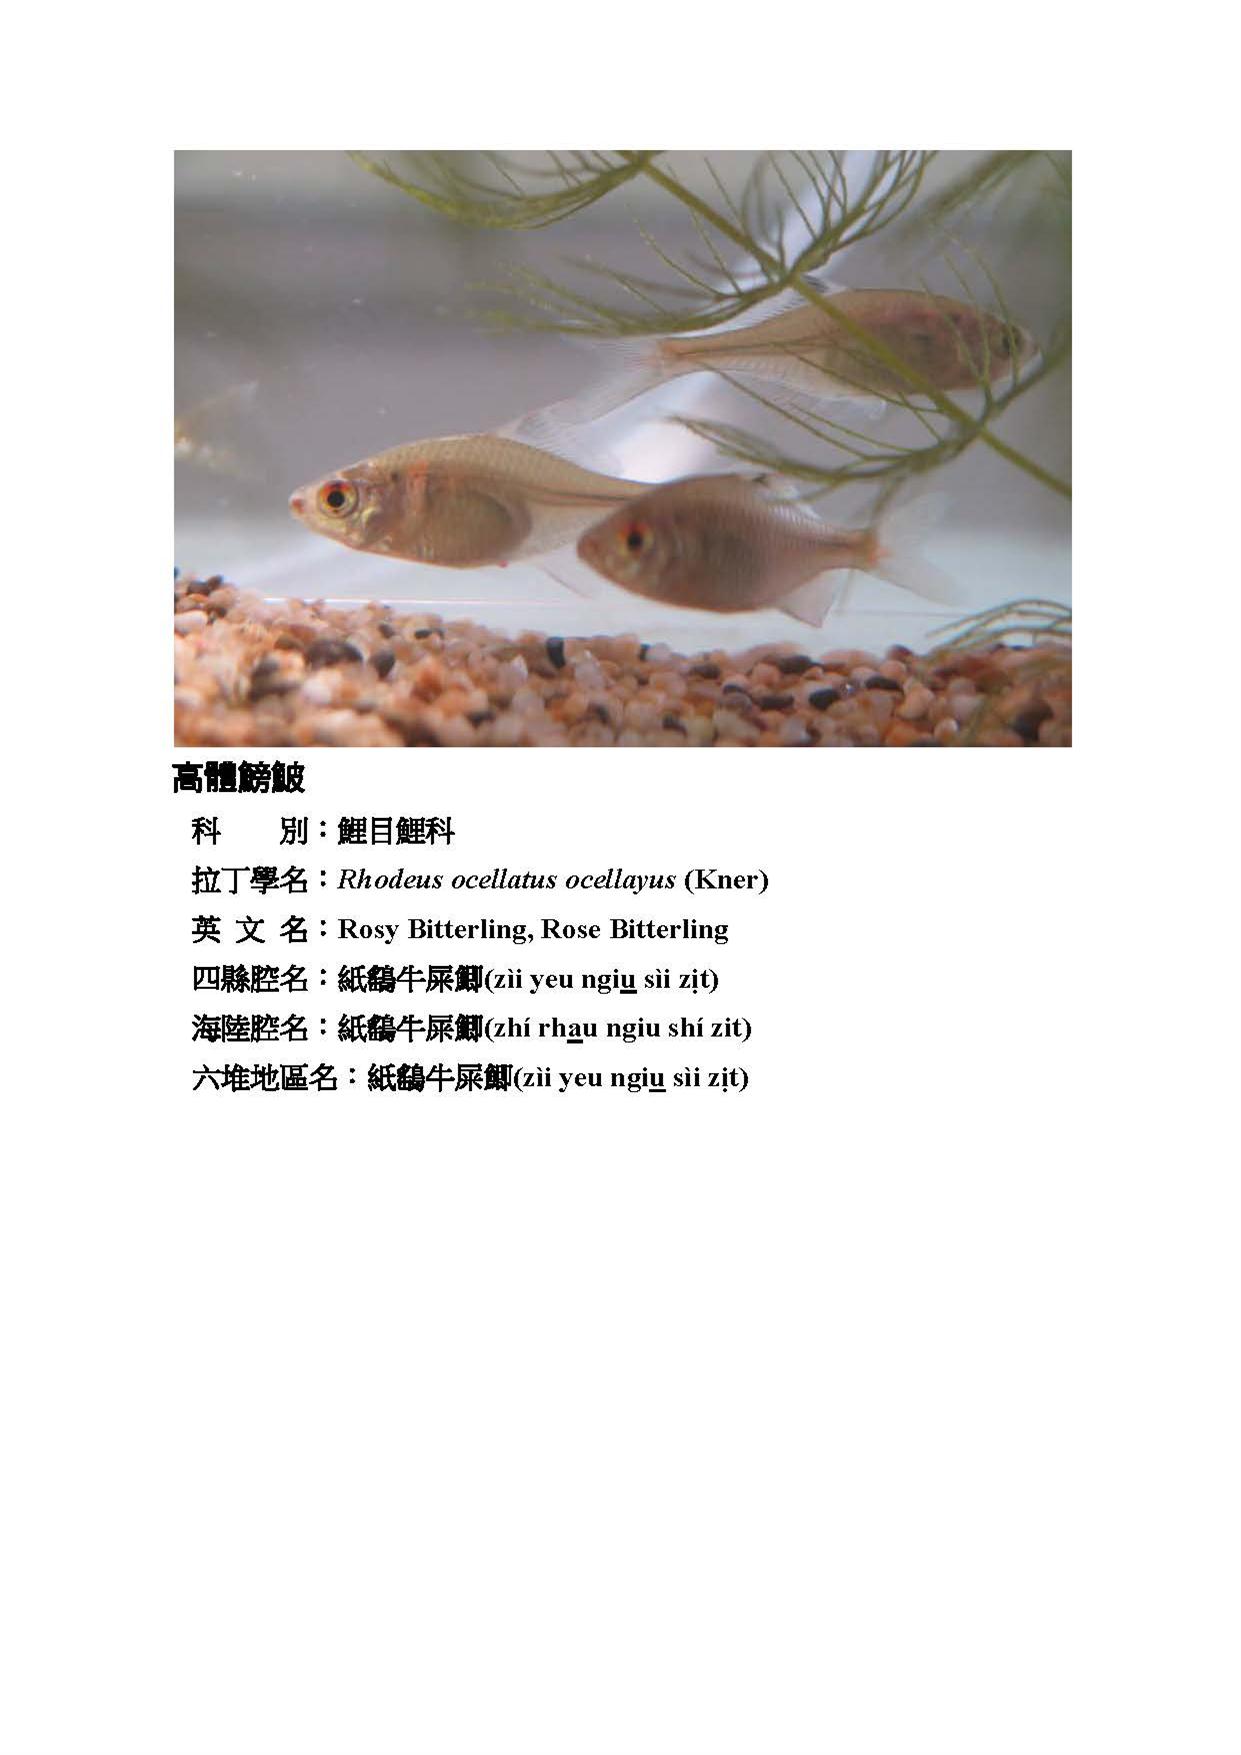 高體鰟鮍
科　　別：鯉目鯉科
拉丁學名：Rhodeus ocellatus ocellayus (Kner)
英 文 名：Rosy Bitterling, Rose Bitterling
四縣腔名：紙鷂牛屎鯽(zìi yeu ngiu sìi zịt)
海陸腔名：紙鷂牛屎鯽(zhí rhau ngiu shí zit)
六堆地區名：紙鷂牛屎鯽(zìi yeu ngiu sìi zịt)